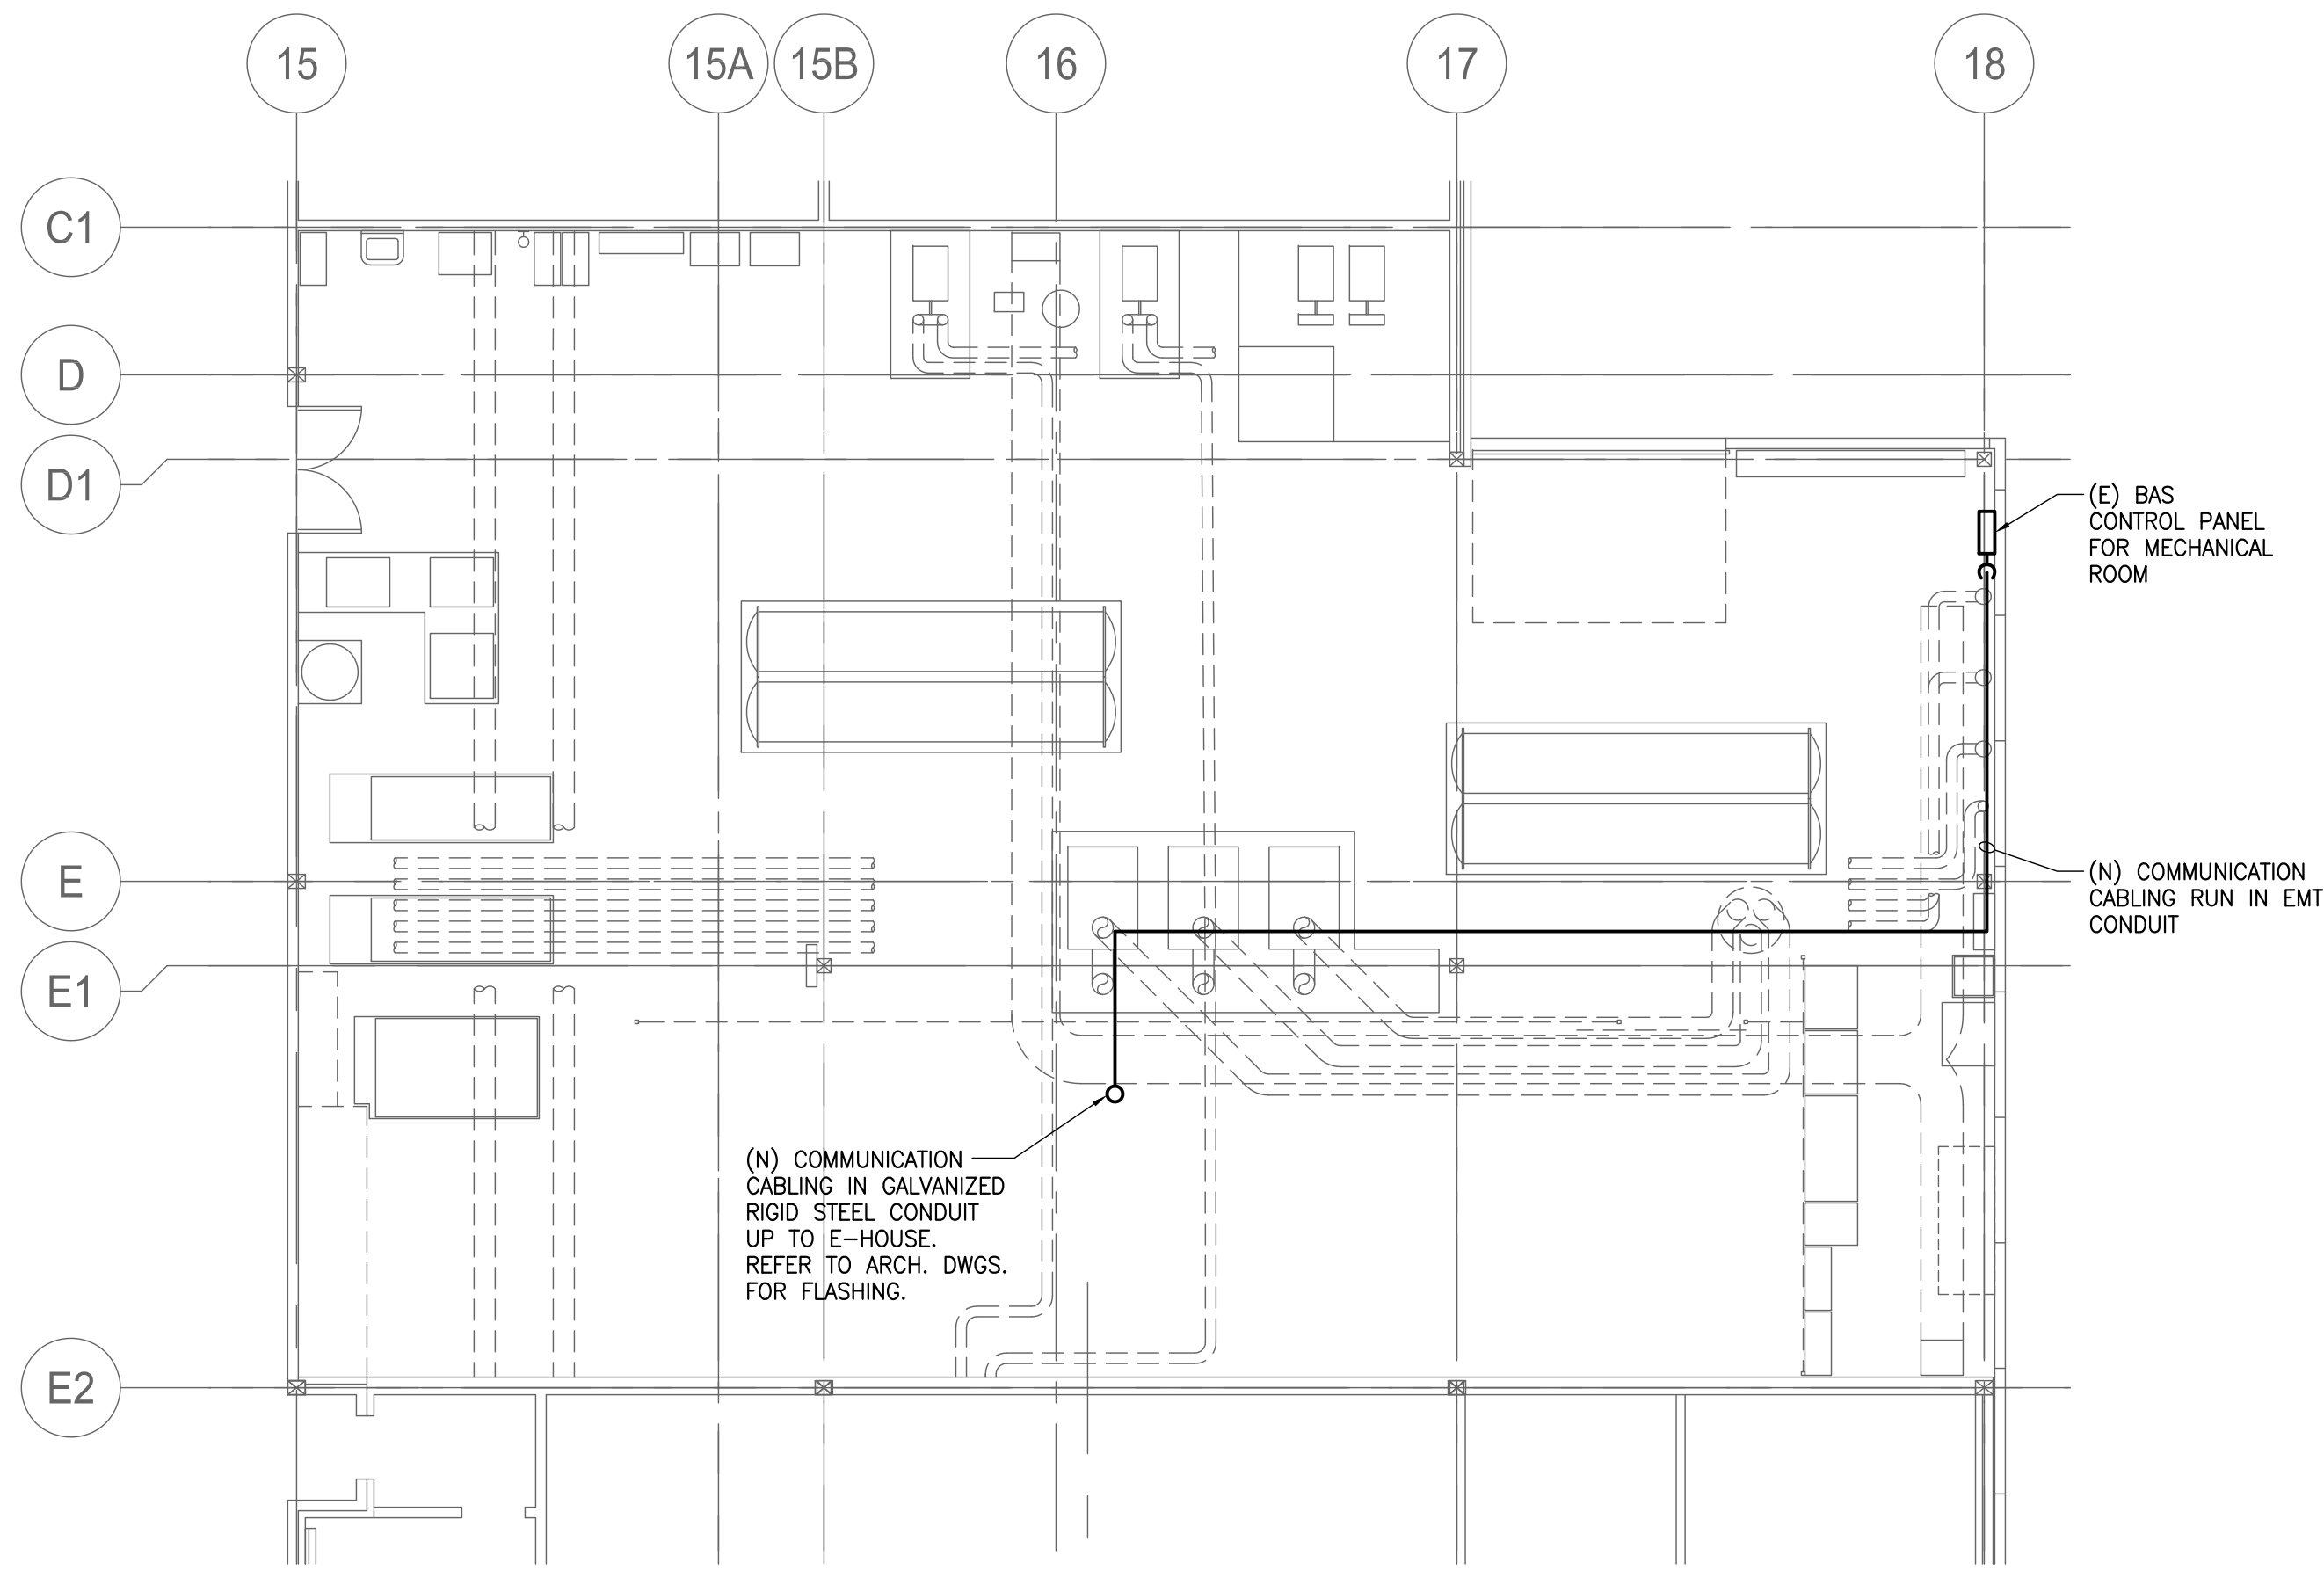 15
15A
15B
16
17
18
C1
D
D1
E
E1
E2
(E) BAS
CONTROL PANEL
FOR MECHANICAL
ROOM
(N) COMMUNICATION
CABLING RUN IN EMT
CONDUIT
(N) COMMUNICATION
CABLING IN GALVANIZED
RIGID STEEL CONDUIT
UP TO E-HOUSE.
REFER TO ARCH. DWGS.
FOR FLASHING.